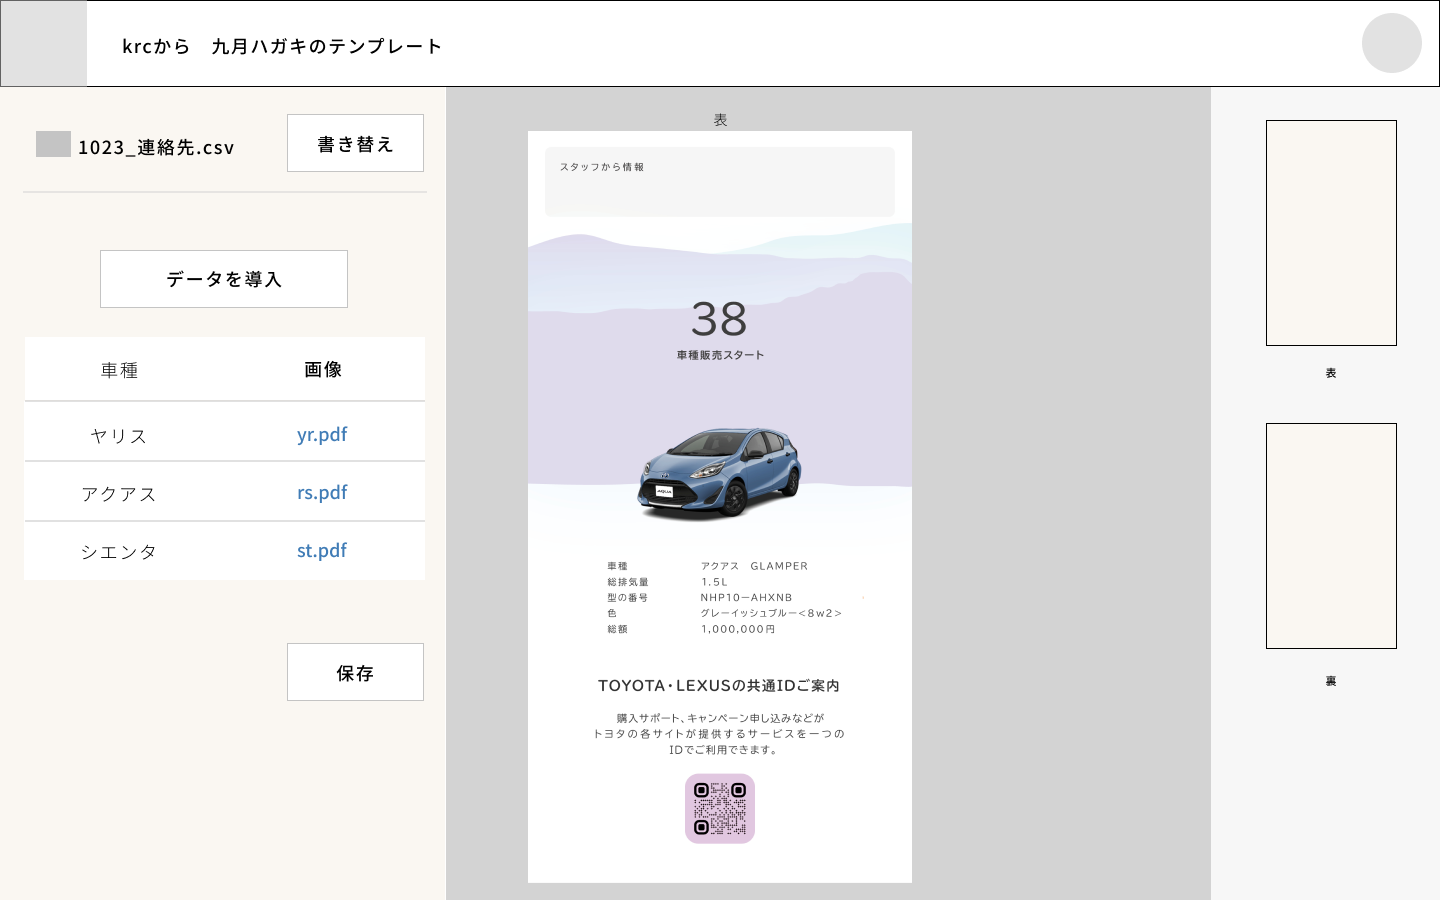 krcから　九月ハガキのテンプレート
1023_連絡先.csv
書き替え
データを導入
車種 画像
ヤリス yr.pdf
アクアス rs.pdf
シエンタ st.pdf
保存
表
スタッフから情報
38
車種販売スタート
AQUA
車種 アクアス　GLAMPER
総排気量 1.5L
型の番号 NHP10ーAHXNB
色 グレーイッシュブルー<8w2>
総額 1,000,000円
TOYOTA・LEXUSの共通IDご案内
購入サポート、キャンペーン申し込みなどが
トヨタの各サイトが提供するサービスを一つの
IDでご利用できます。
表
裏